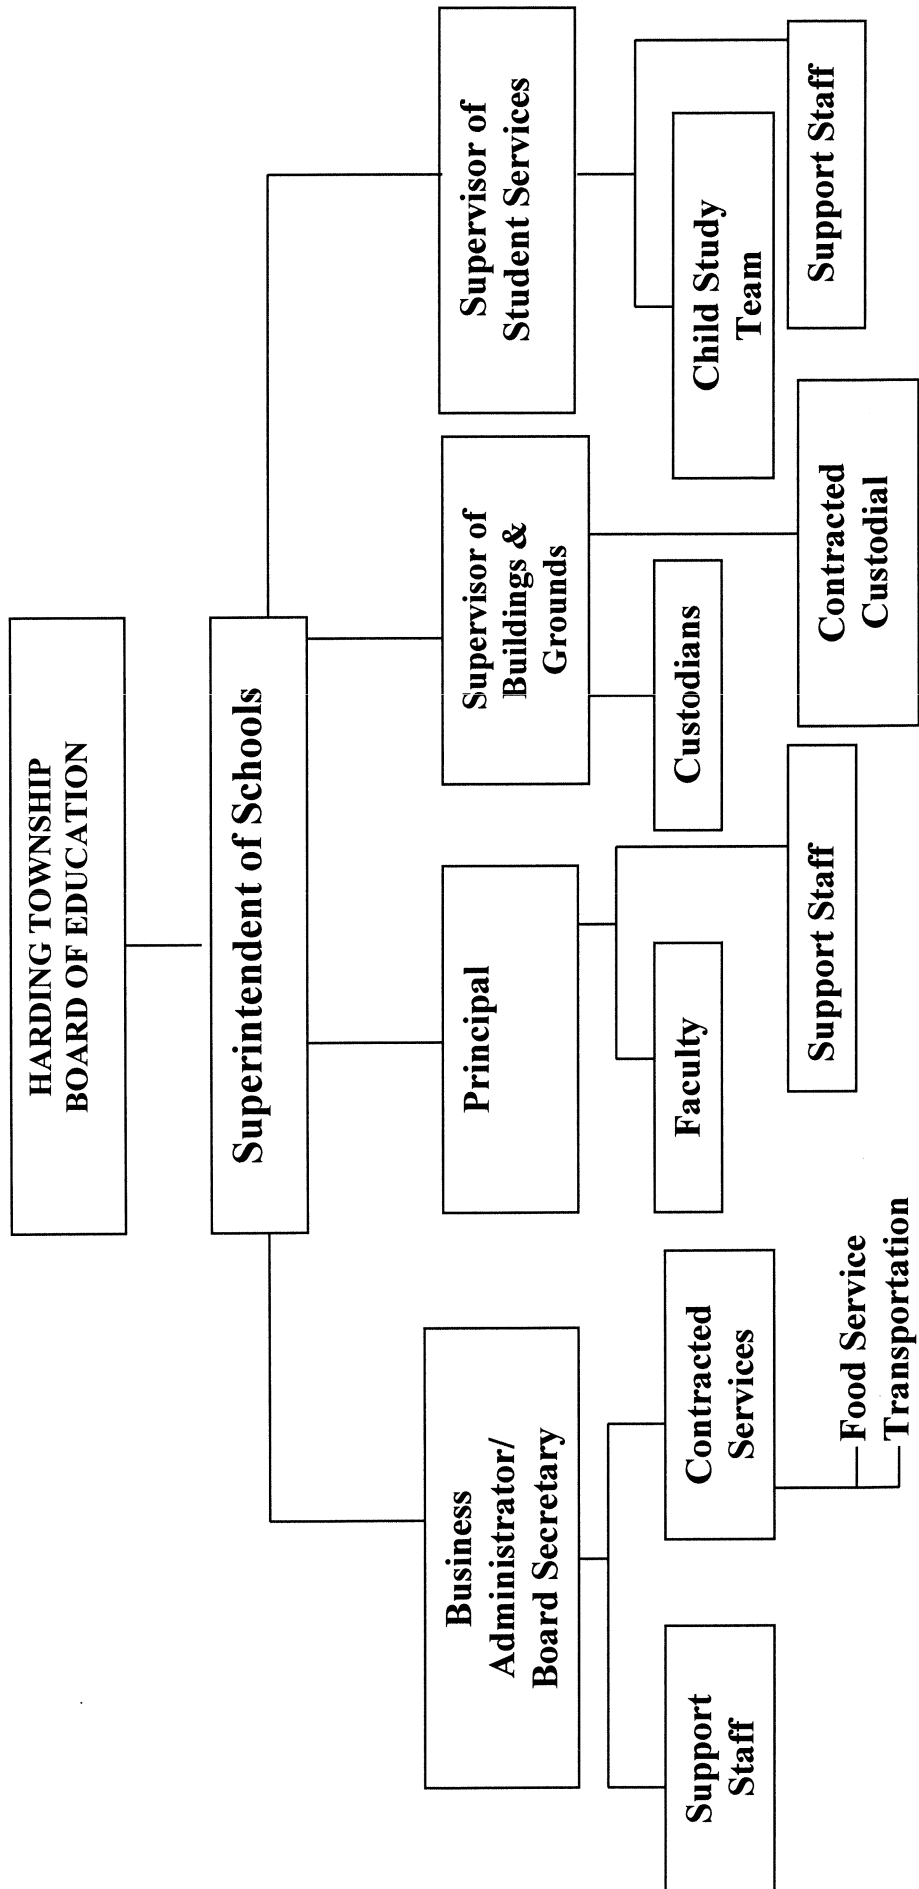 HARDING TOWNSHIP
BOARD OF EDUCATION
Superintendent of Schools
Business
Administrator/
Board Secretary
Principal
Supervisor of
Buildings &
Grounds
Supervisor of
Student Services
Support
Staff
Contracted
Services
Food Service
Transportation
Faculty
Support Staff
Custodians
Contracted
Custodial
Child Study
Team
Support Staff